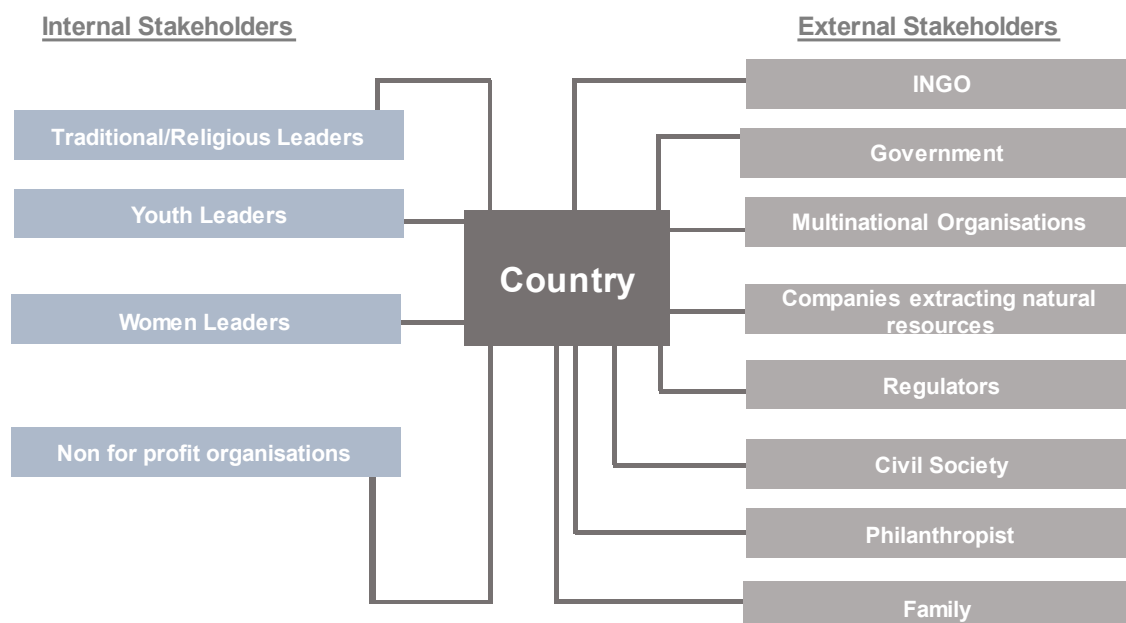 Internal Stakeholders
External Stakeholders
Traditional/Religious Leaders
Youth Leaders
Women Leaders
Non for profit organisations
Country
INGO
Government
Multinational Organisations
Companies extracting natural
resources
Regulators
Civil Society
Philanthropist
Family